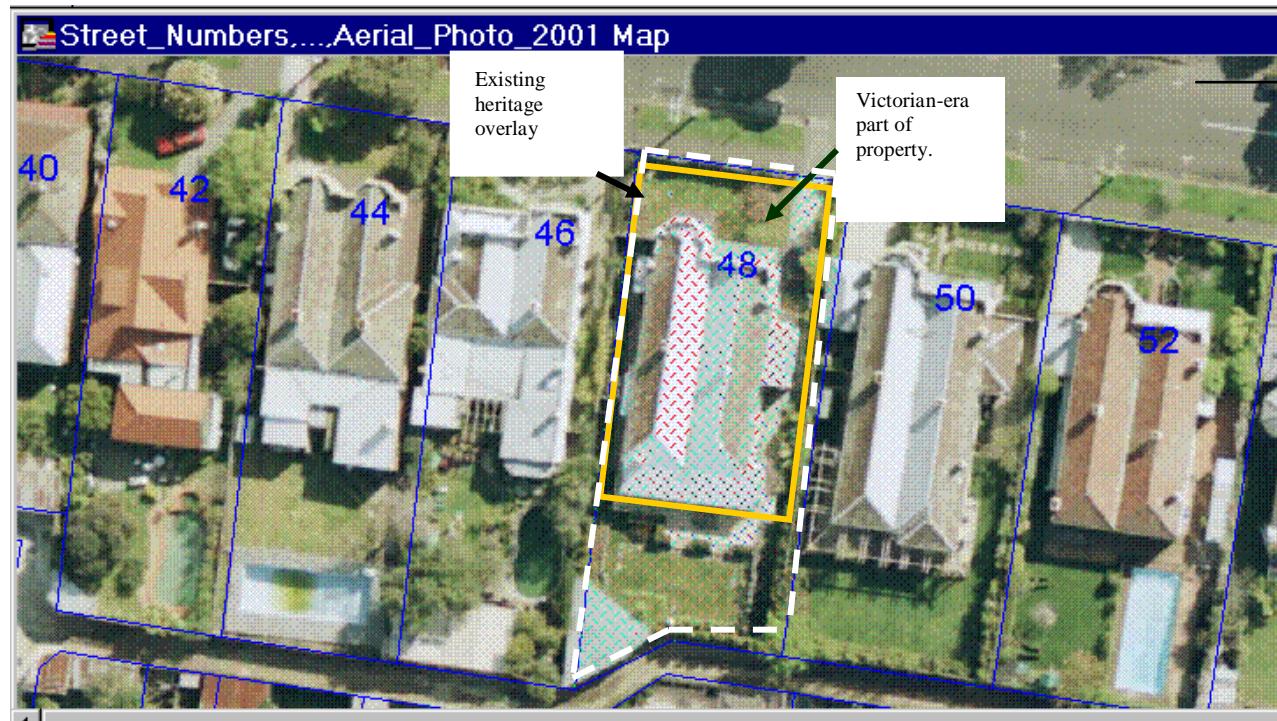 Street_Numbers,...,Aerial_Photo_2001 Map
Existing
heritage
overlay
Victorian-era
part of
property.
40
42
44
46
48
50
52